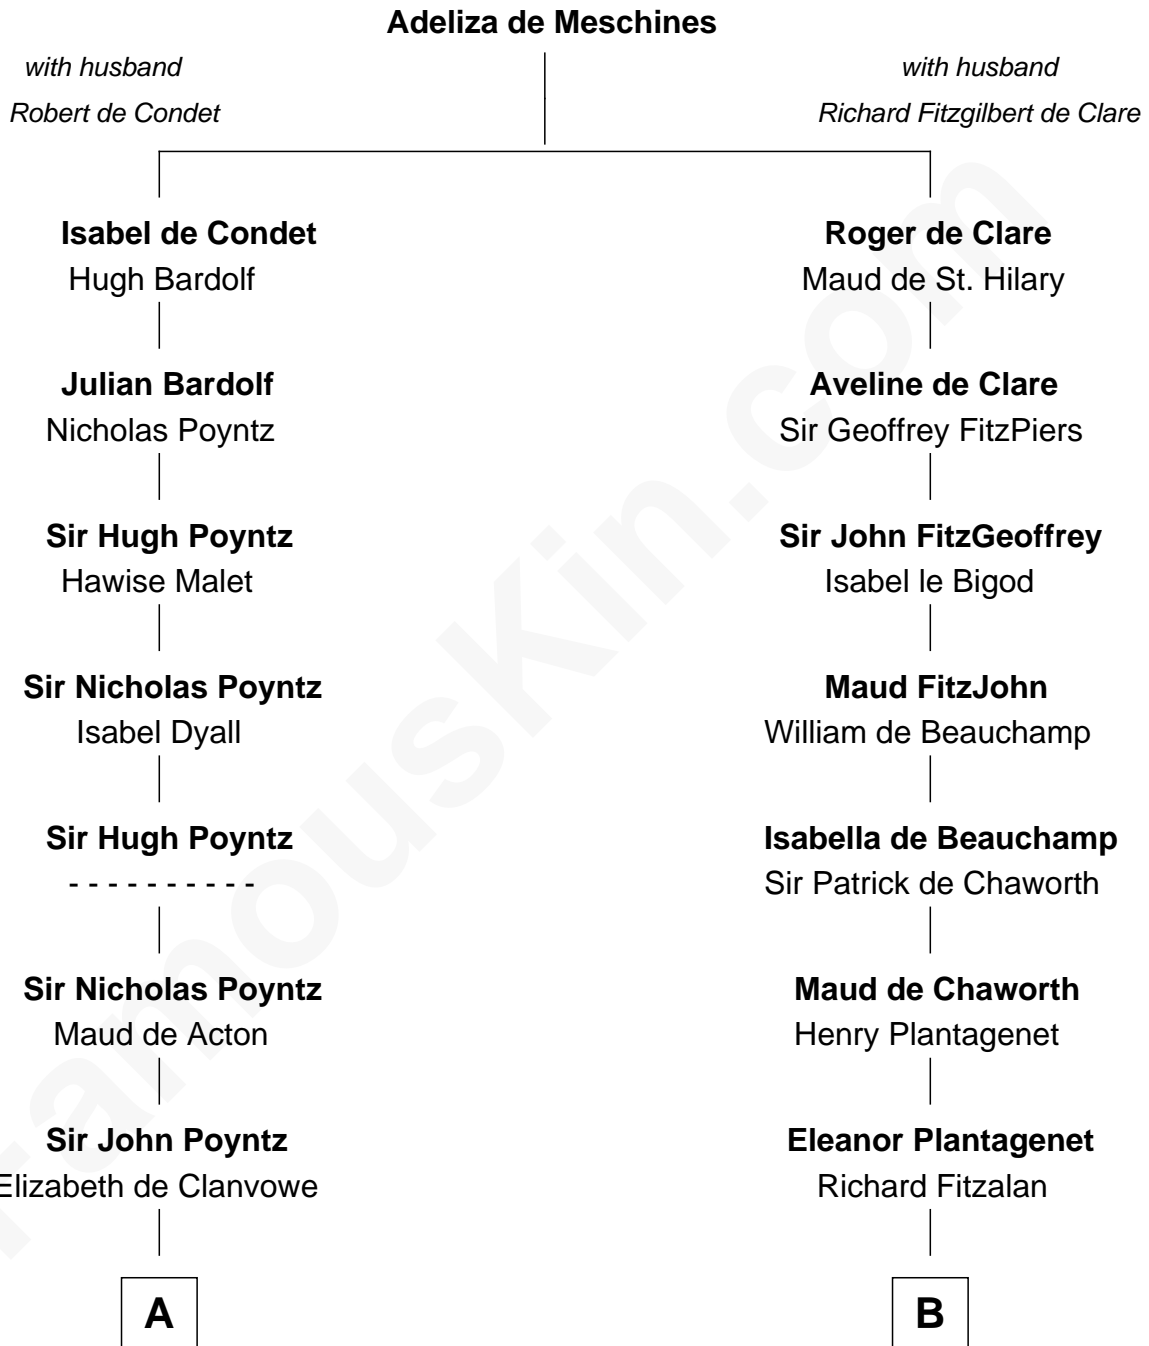 Adeliza de Meschines
with husband
Robert de Condet
with husband
Richard Fitzgilbert de Clare
Isabel de Condet
Hugh Bardolf
Roger de Clare
Maud de St. Hilary
Julian Bardolf
Nicholas Poyntz
Aveline de Clare
Sir Geoffrey FitzPiers
Sir Hugh Poyntz
Hawise Malet
Sir John FitzGeoffrey
Isabel le Bigod
Sir Nicholas Poyntz
Isabel Dyall
Maud FitzJohn
William de Beauchamp
Sir Hugh Poyntz
- - - - - - - - - -
Isabella de Beauchamp
Sir Patrick de Chaworth
Sir Nicholas Poyntz
Maud de Acton
Maud de Chaworth
Henry Plantagenet
Sir John Poyntz
Elizabeth de Clanvowe
Eleanor Plantagenet
Richard Fitzalan
A
B
FamousKin.com